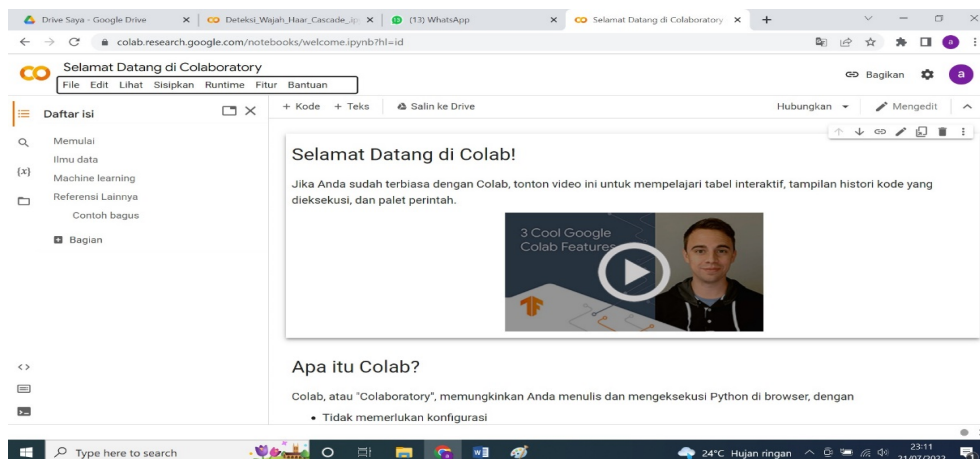 Drive Saya - Google Drive
Deteksi_Wajah_Haar_Cascade_.ip
(13) WhatsApp
Selamat Datang di Colaboratory
colab.research.google.com/notebooks/welcome.ipynb?hl=id
a
Selamat Datang di Colaboratory
File Edit Lihat Sisipkan Runtime Fitur Bantuan
Bagikan
a
Daftar isi
+ Kode + Teks
Salin ke Drive
Hubungkan
Mengedit
Memulai
Ilmu data
Machine learning
Referensi Lainnya
Contoh bagus
Bagian
{x}
Selamat Datang di Colab!
Jika Anda sudah terbiasa dengan Colab, tonton video ini untuk mempelajari tabel interaktif, tampilan histori kode yang
dieksekusi, dan palet perintah.
3 Cool Google
Colab Features
Apa itu Colab?
Colab, atau "Colaboratory", memungkinkan Anda menulis dan mengeksekusi Python di browser, dengan
• Tidak memerlukan konfigurasi
Type here to search
24°C Hujan ringan
23:11
21/07/2022